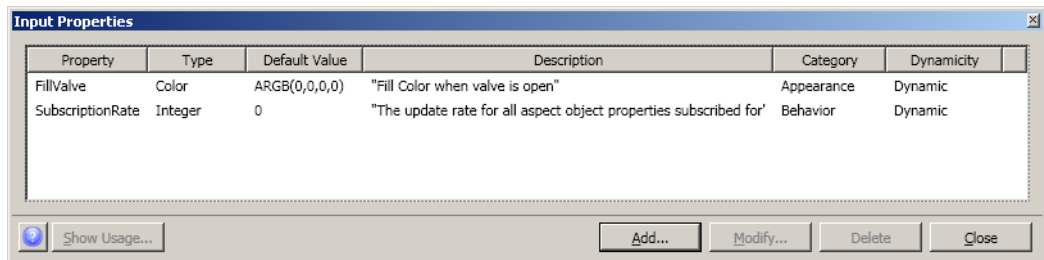 Input Properties
Property Type Default Value Description Category Dynamicity
FillValve Color ARGB(0,0,0,0) "Fill Color when valve is open" Appearance Dynamic
SubscriptionRate Integer 0 "The update rate for all aspect object properties subscribed for" Behavior Dynamic
? Show Usage... Add... Modify... Delete Close